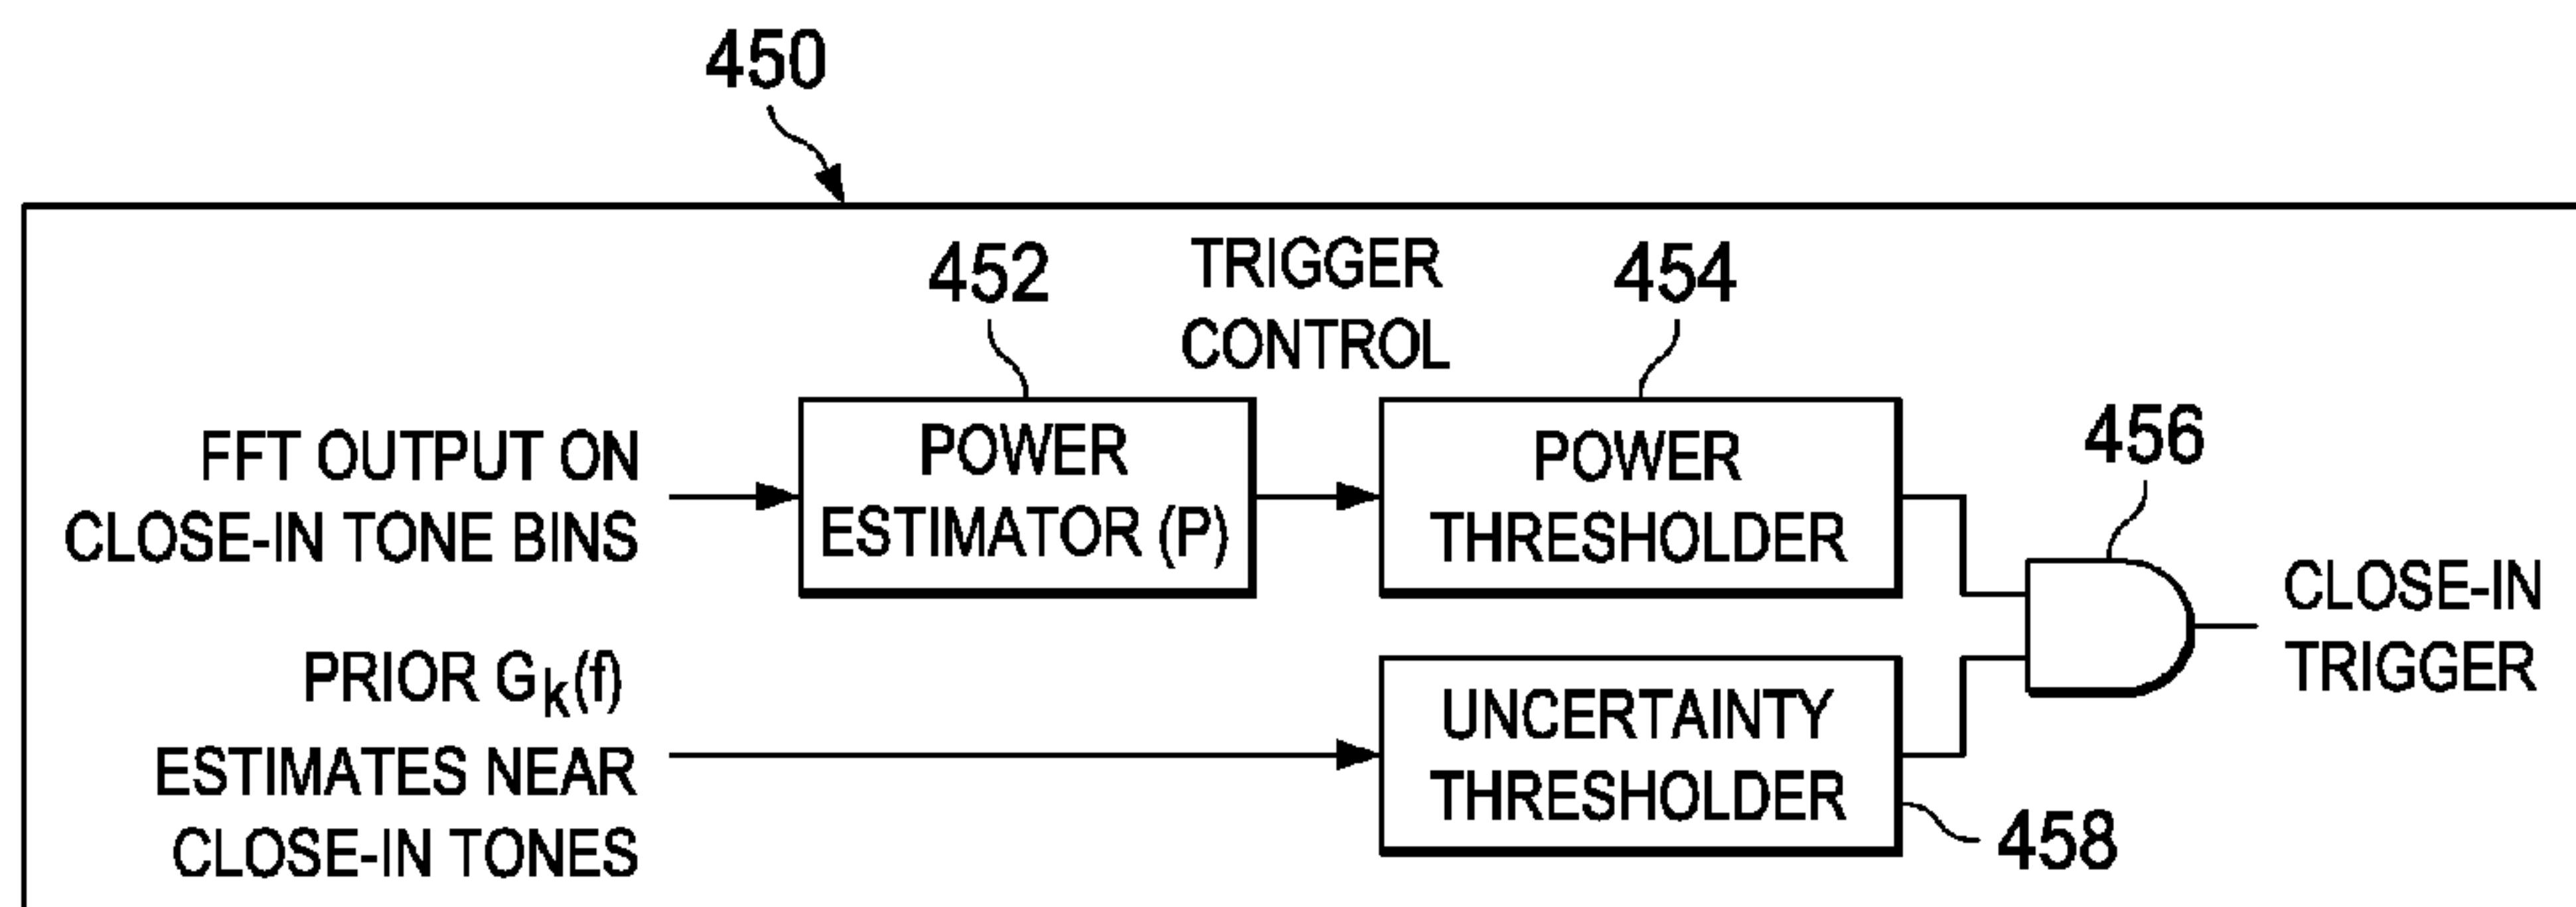 450
452
TRIGGER
CONTROL
454
FFT OUTPUT ON
CLOSE-IN TONE BINS
POWER
ESTIMATOR (P)
POWER
THRESHOLDER
456
CLOSE-IN
TRIGGER
PRIOR Gk(f)
ESTIMATES NEAR
CLOSE-IN TONES
UNCERTAINTY
THRESHOLDER
458